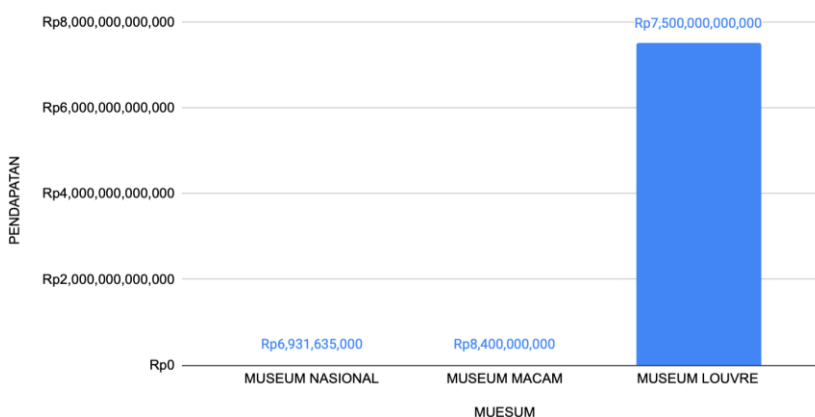 Rp8,000,000,000,000
Rp7,500,000,000,000
Rp6,000,000,000,000
PENDAPATAN
Rp4,000,000,000,000
Rp2,000,000,000,000
Rp6,931,635,000
Rp8,400,000,000
Rp0
MUSEUM NASIONAL
MUSEUM MACAM
MUSEUM LOUVRE
MUESUM